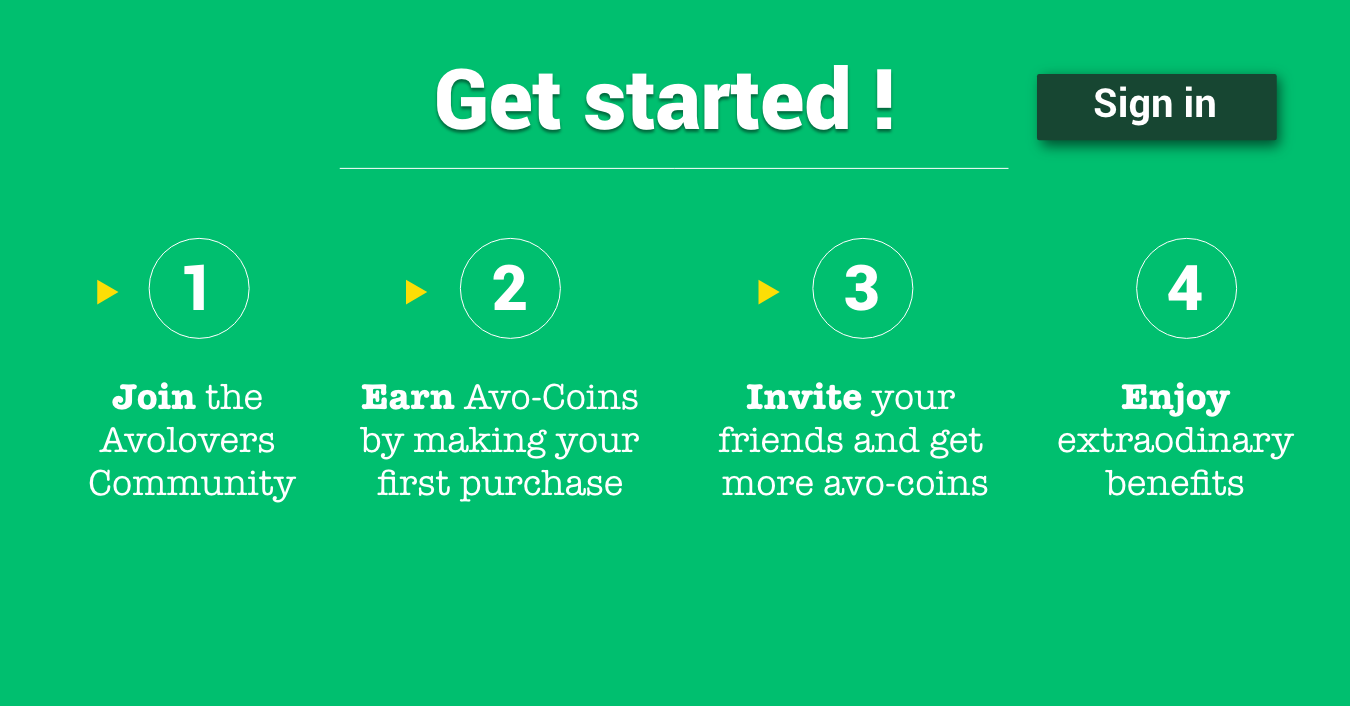 Get started !
Sign in
1
Join the
Avolovers
Community
2
Earn Avo-Coins
by making your
first purchase
3
Invite your
friends and get
more avo-coins
4
Enjoy
extraodinary
benefits